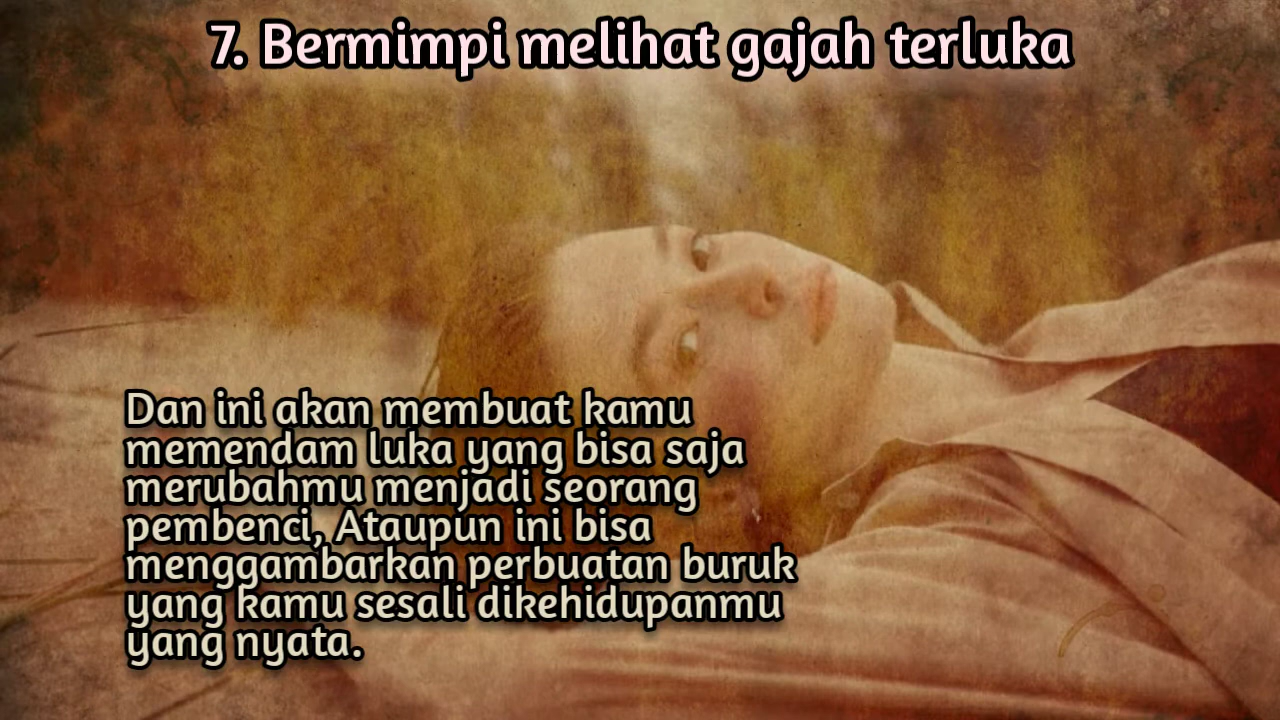 7. Bermimpi melihat gajah terluka
Dan ini akan membuat kamu
memendam luka yang bisa saja
merubahmu menjadi seorang
pembenci, Ataupun ini bisa
menggambarkan perbuatan buruk
yang kamu sesali dikehidupanmu
yang nyata.